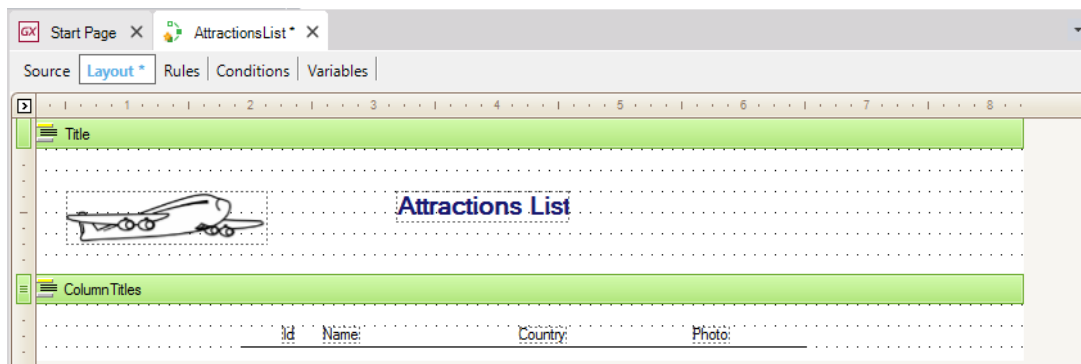 GX Start Page AttractionsList *
Source Layout * Rules Conditions Variables
1 2 3 4 5 6 7 8
Title
Attractions List
ColumnTitles
Id Name: Country: Photo: